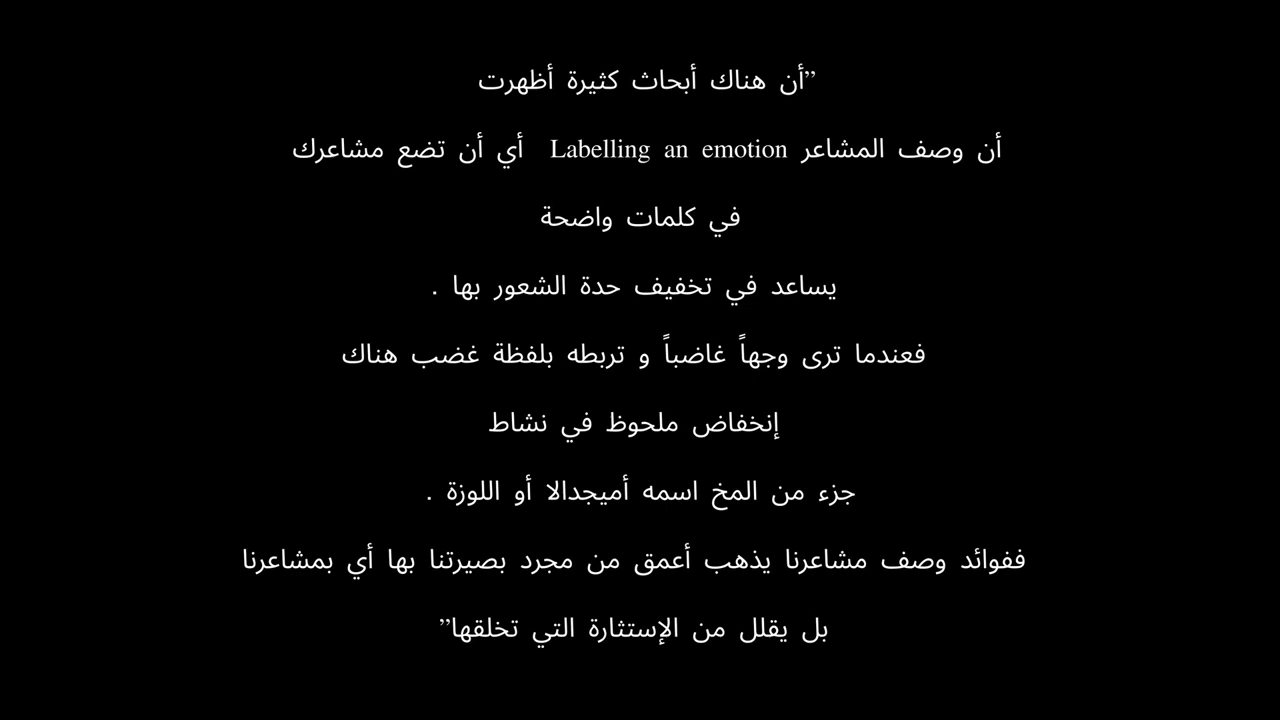 ”أن هناك أبحاث كثيرة أظهرت
أن وصف المشاعر Labelling an emotion أي أن تضع مشاعرك
في كلمات واضحة
يساعد في تخفيف حدة الشعور بها .
فعندما ترى وجهاً غاضباً و تربطه بلفظة غضب هناك
إنخفاض ملحوظ في نشاط
جزء من المخ اسمه أميجدالا أو اللوزة .
ففوائد وصف مشاعرنا يذهب أعمق من مجرد بصيرتنا بها أي بمشاعرنا
بل يقلل من الإستثارة التي تخلقها”